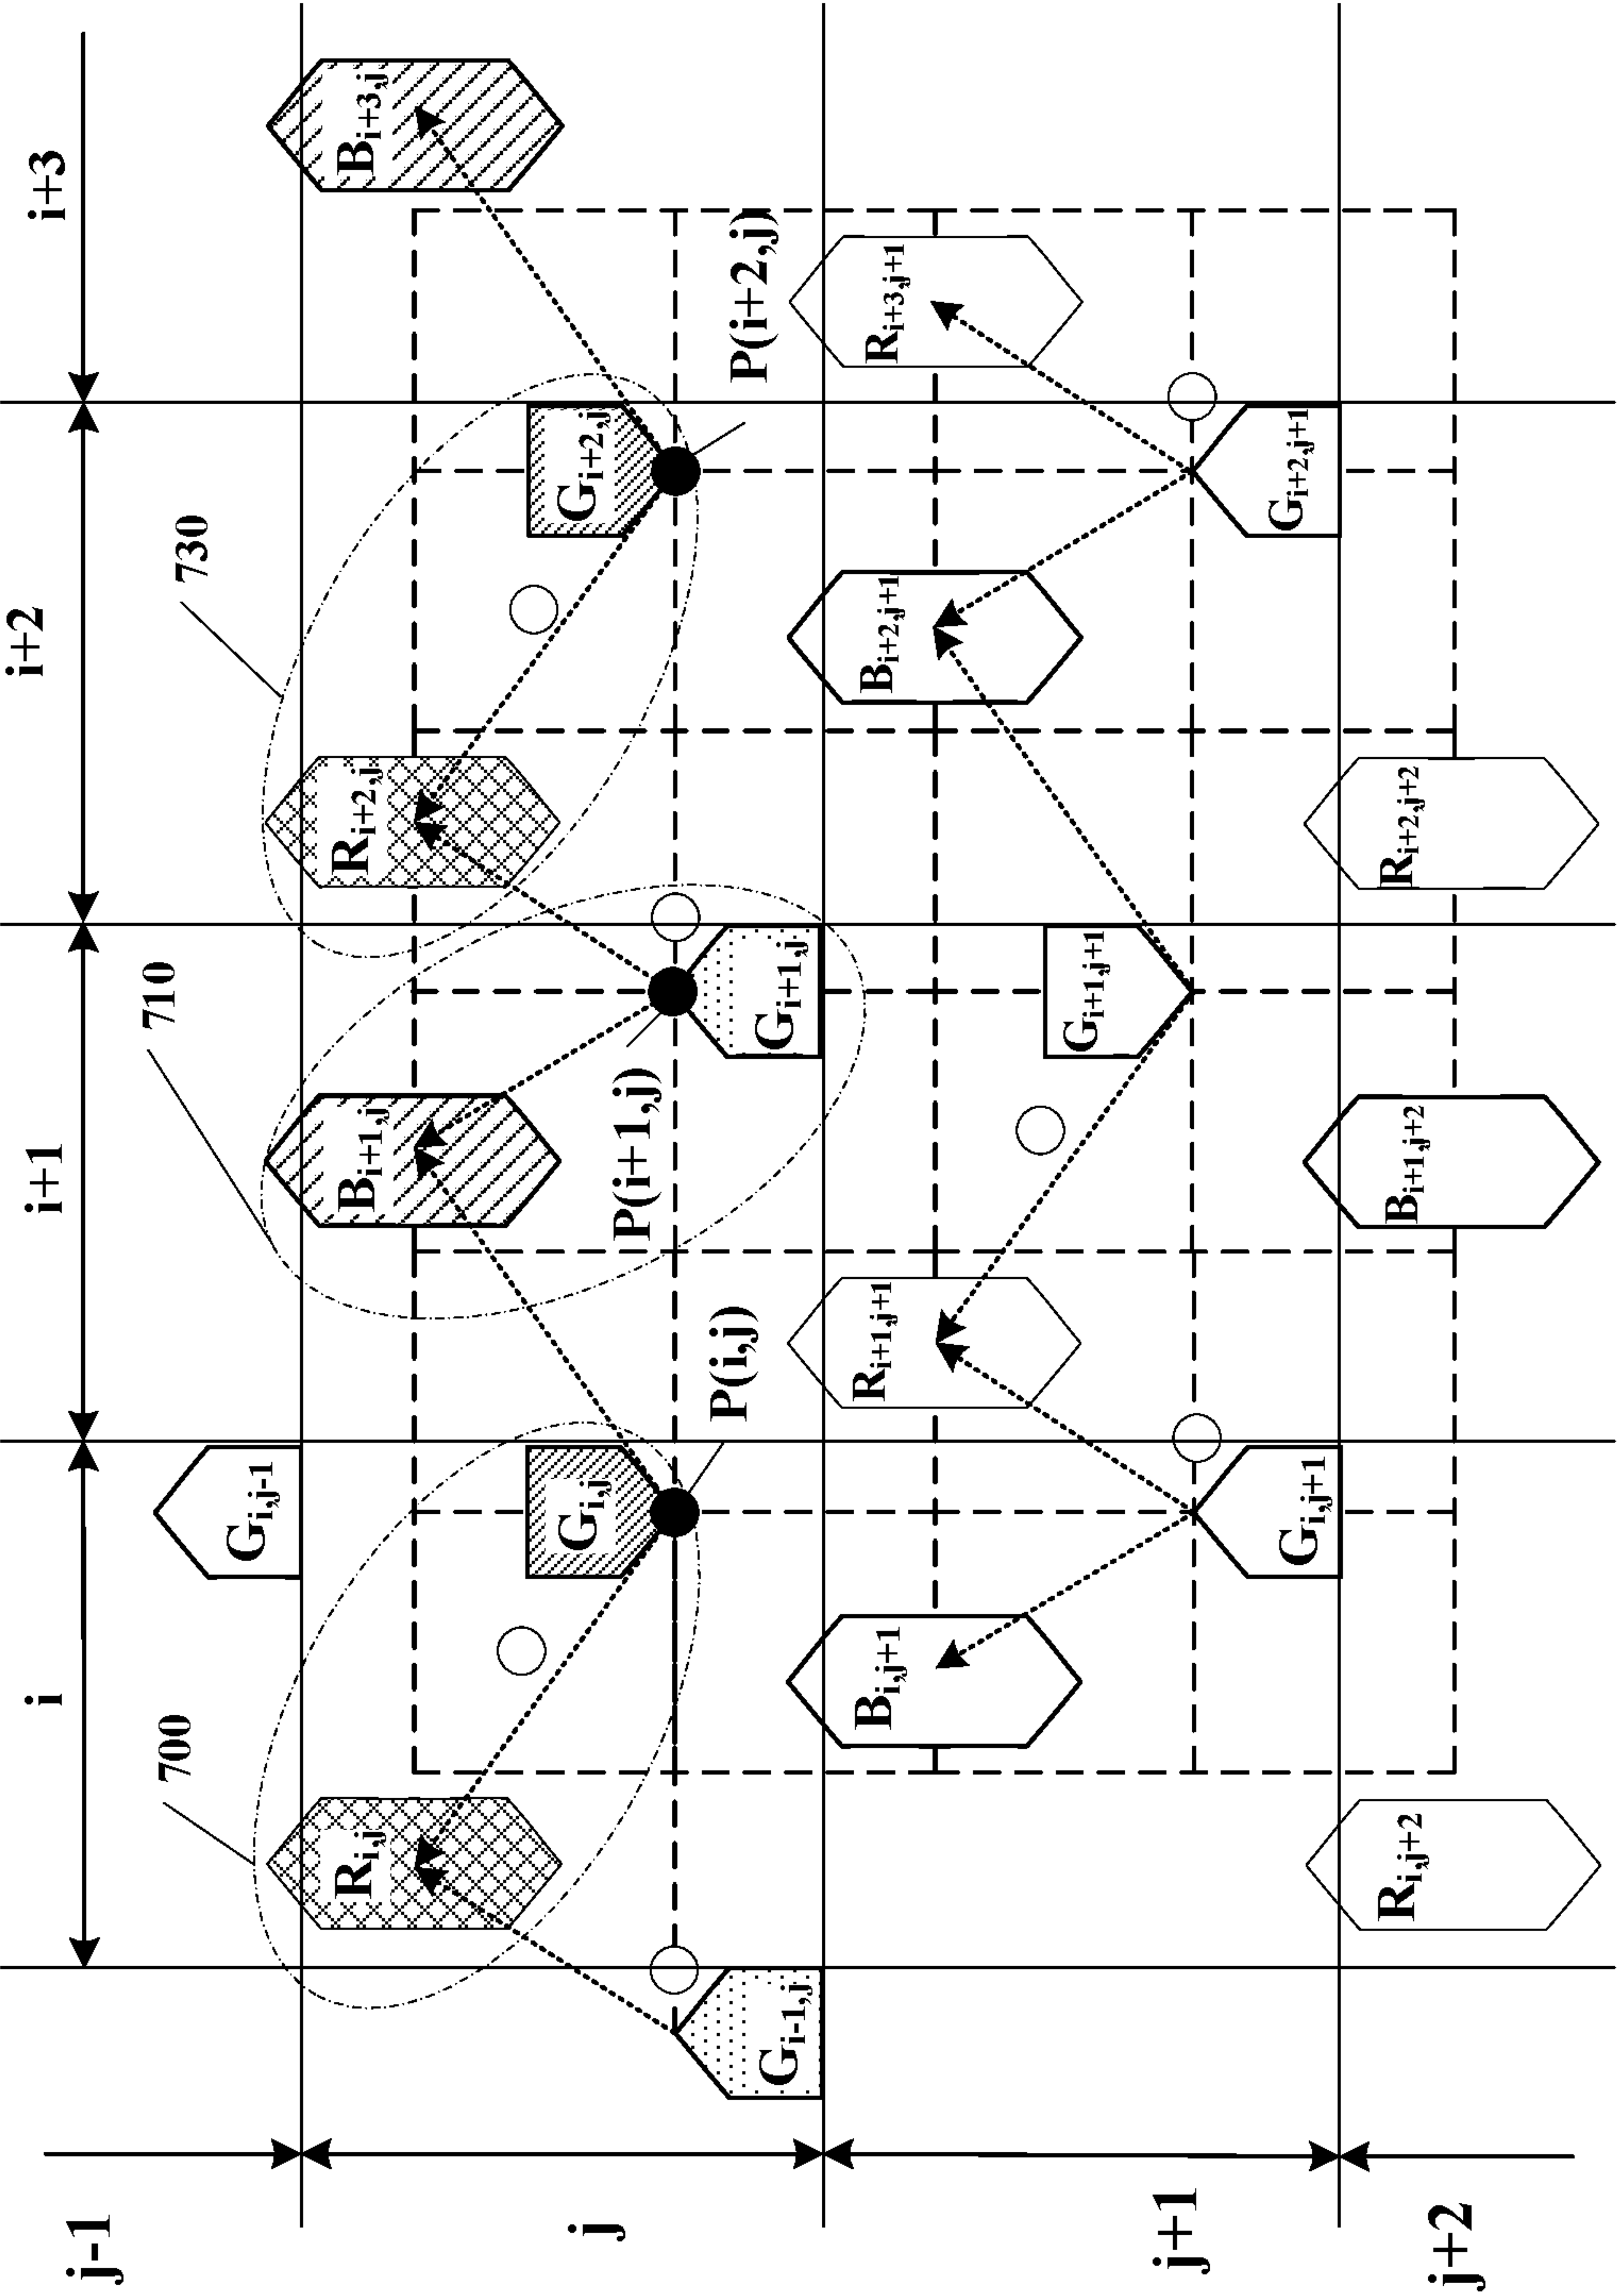 i
i+1
i+2
i+3
700
710
730
j-1
G_{i,j-1}
j
R_{i,j}
B_{i+1,j}
R_{i+2,j}
B_{i+3,j}
G_{i,j}
G_{i+2,j}
P(i,j)
P(i+1,j)
P(i+2,j)
G_{i-1,j}
G_{i+1,j}
j+1
B_{i,j+1}
R_{i+1,j+1}
B_{i+2,j+1}
R_{i+3,j+1}
G_{i+1,j+1}
G_{i,j+1}
G_{i+2,j+1}
j+2
R_{i,j+2}
B_{i+1,j+2}
R_{i+2,j+2}